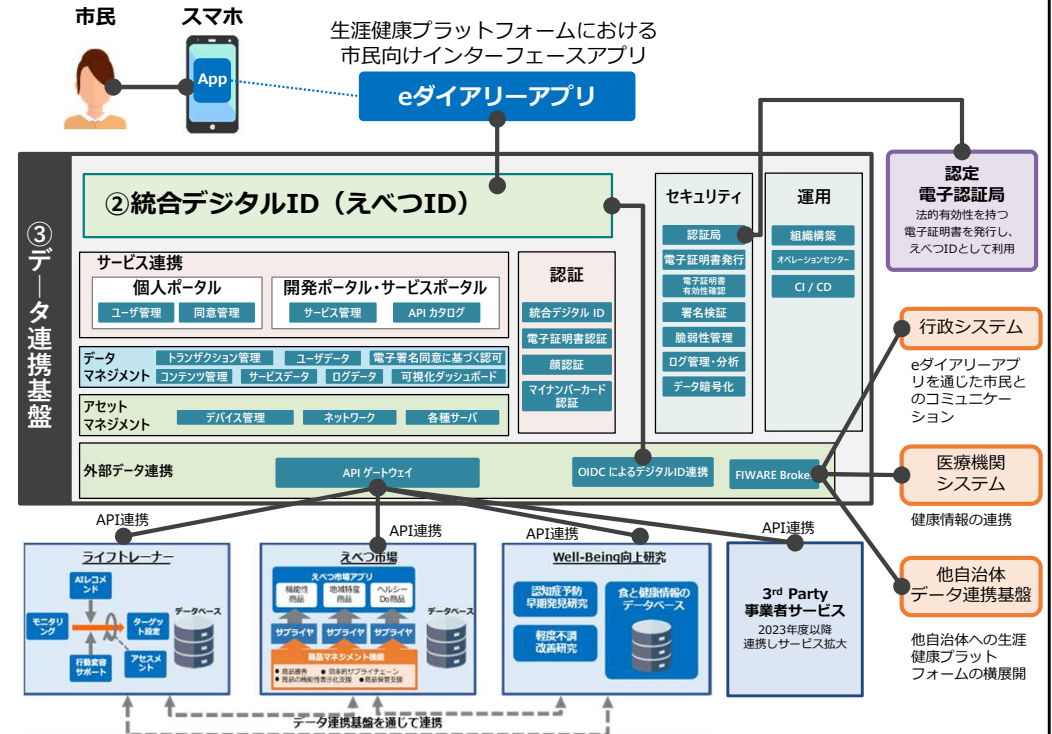 市民
スマホ
App
生涯健康プラットフォームにおける
市民向けインターフェースアプリ
eダイアリーアプリ
③データ連携基盤
②統合デジタルID（えべつID）
サービス連携
個人ポータル
ユーザ管理
同意管理
開発ポータル・サービスポータル
サービス管理
API カタログ
データ
マネジメント
トランザクション管理
ユーザデータ
電子署名同意に基づく認可
コンテンツ管理
サービスデータ
ログデータ
可視化ダッシュボード
アセット
マネジメント
デバイス管理
ネットワーク
各種サーバ
認証
統合デジタル ID
電子証明書認証
顔認証
マイナンバーカード
認証
セキュリティ
認証局
電子証明書発行
電子証明書
有効性確認
署名検証
脆弱性管理
ログ管理・分析
データ暗号化
運用
組織構築
オペレーションセンター
CI / CD
外部データ連携
API ゲートウェイ
OIDC によるデジタルID連携
FIWARE Broke
認定
電子認証局
法的有効性を持つ
電子証明書を発行し、
えべつIDとして利用
行政システム
eダイアリーアプ
リを通じた市民と
のコミュニケー
ション
医療機関
システム
健康情報の連携
他自治体
データ連携基盤
他自治体への生涯
健康プラット
フォームの横展開
API連携
API連携
API連携
API連携
ライフトレーナー
AIレコメ
ンド
モニタリ
ング
ターゲッ
ト設定
行動変容
サポート
アセスメ
ント
データベース
えべつ市場
えべつ市場アプリ
機能性
商品
地域特産
商品
ヘルシー
Do商品
サプライヤ
サプライヤ
サプライヤ
商品マネジメント機能
● 商品審査
● 効率的サプライチェーン
● 商品の機能性表示化支援
● 商品保管支援
データベース
Well-Being向上研究
認知症予防
早期発見研究
軽度不調
改善研究
食と健康情報の
データベース
3rd Party
事業者サービス
2023年度以降
連携しサービス拡大
データ連携基盤を通じて連携